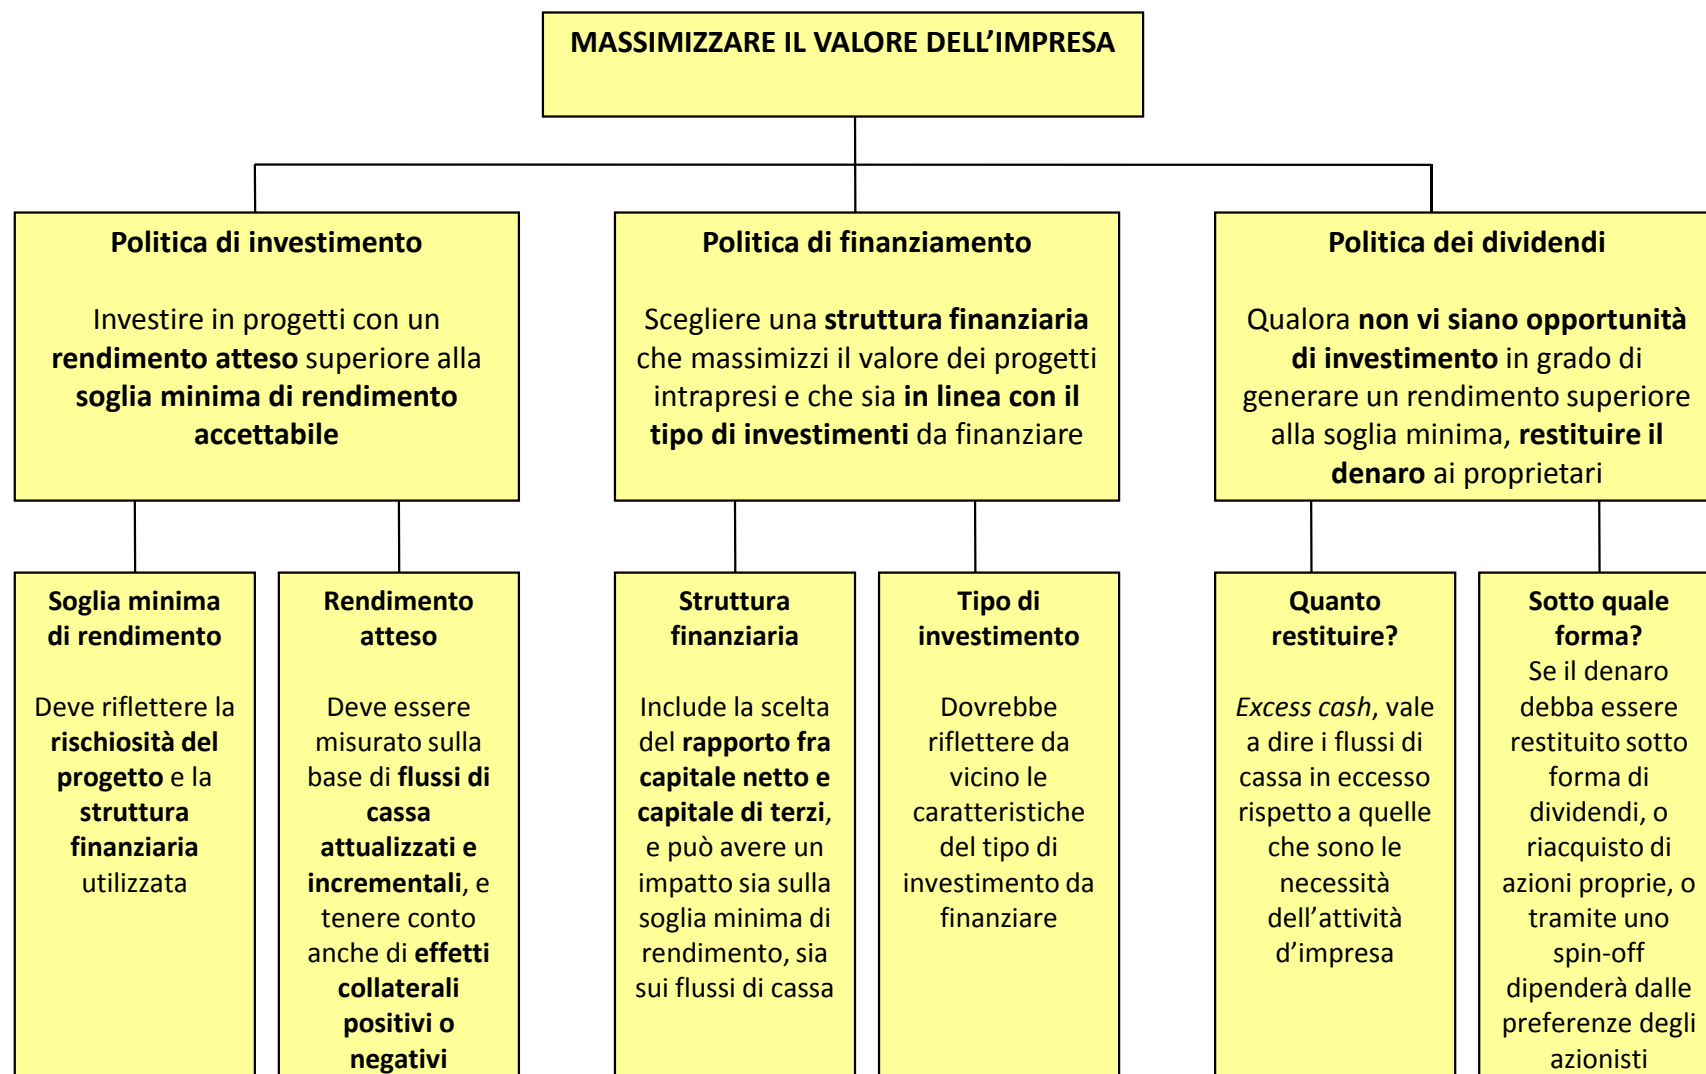 MASSIMIZZARE IL VALORE DELL’IMPRESA
Politica di investimento
Investire in progetti con un
rendimento atteso superiore alla
soglia minima di rendimento
accettabile
Politica di finanziamento
Scegliere una struttura finanziaria
che massimizzi il valore dei progetti
intrapresi e che sia in linea con il
tipo di investimenti da finanziare
Politica dei dividendi
Qualora non vi siano opportunità
di investimento in grado di
generare un rendimento superiore
alla soglia minima, restituire il
denaro ai proprietari
Soglia minima
di rendimento
Deve riflettere la
rischiosità del
progetto e la
struttura
finanziaria
utilizzata
Rendimento
atteso
Deve essere
misurato sulla
base di flussi di
cassa
attualizzati e
incrementali, e
tenere conto
anche di effetti
collaterali
positivi o
negativi
Struttura
finanziaria
Include la scelta
del rapporto fra
capitale netto e
capitale di terzi,
e può avere un
impatto sia sulla
soglia minima di
rendimento, sia
sui flussi di cassa
Tipo di
investimento
Dovrebbe
riflettere da
vicino le
caratteristiche
del tipo di
investimento da
finanziare
Quanto
restituire?
Excess cash, vale
a dire i flussi di
cassa in eccesso
rispetto a quelle
che sono le
necessità
dell’attività
d’impresa
Sotto quale
forma?
Se il denaro
debba essere
restituito sotto
forma di
dividendi, o
riacquisto di
azioni proprie, o
tramite uno
spin-off
dipenderà dalle
preferenze degli
azionisti